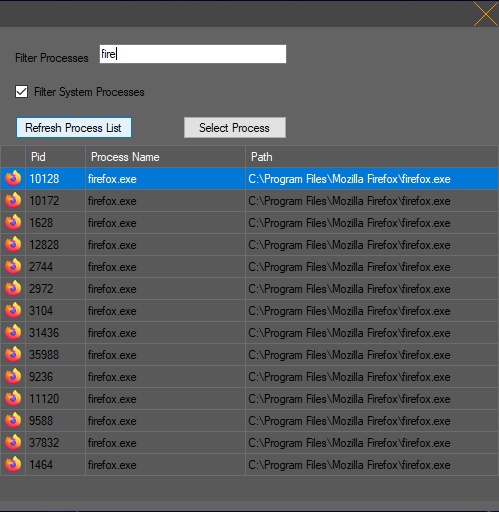 Filter Processes fire
Filter System Processes
Refresh Process List Select Process
Pid Process Name Path
10128 firefox.exe C:\Program Files\Mozilla Firefox\firefox.exe
10172 firefox.exe C:\Program Files\Mozilla Firefox\firefox.exe
1628 firefox.exe C:\Program Files\Mozilla Firefox\firefox.exe
12828 firefox.exe C:\Program Files\Mozilla Firefox\firefox.exe
2744 firefox.exe C:\Program Files\Mozilla Firefox\firefox.exe
2972 firefox.exe C:\Program Files\Mozilla Firefox\firefox.exe
3104 firefox.exe C:\Program Files\Mozilla Firefox\firefox.exe
31436 firefox.exe C:\Program Files\Mozilla Firefox\firefox.exe
35988 firefox.exe C:\Program Files\Mozilla Firefox\firefox.exe
9236 firefox.exe C:\Program Files\Mozilla Firefox\firefox.exe
11120 firefox.exe C:\Program Files\Mozilla Firefox\firefox.exe
9588 firefox.exe C:\Program Files\Mozilla Firefox\firefox.exe
37832 firefox.exe C:\Program Files\Mozilla Firefox\firefox.exe
1464 firefox.exe C:\Program Files\Mozilla Firefox\firefox.exe